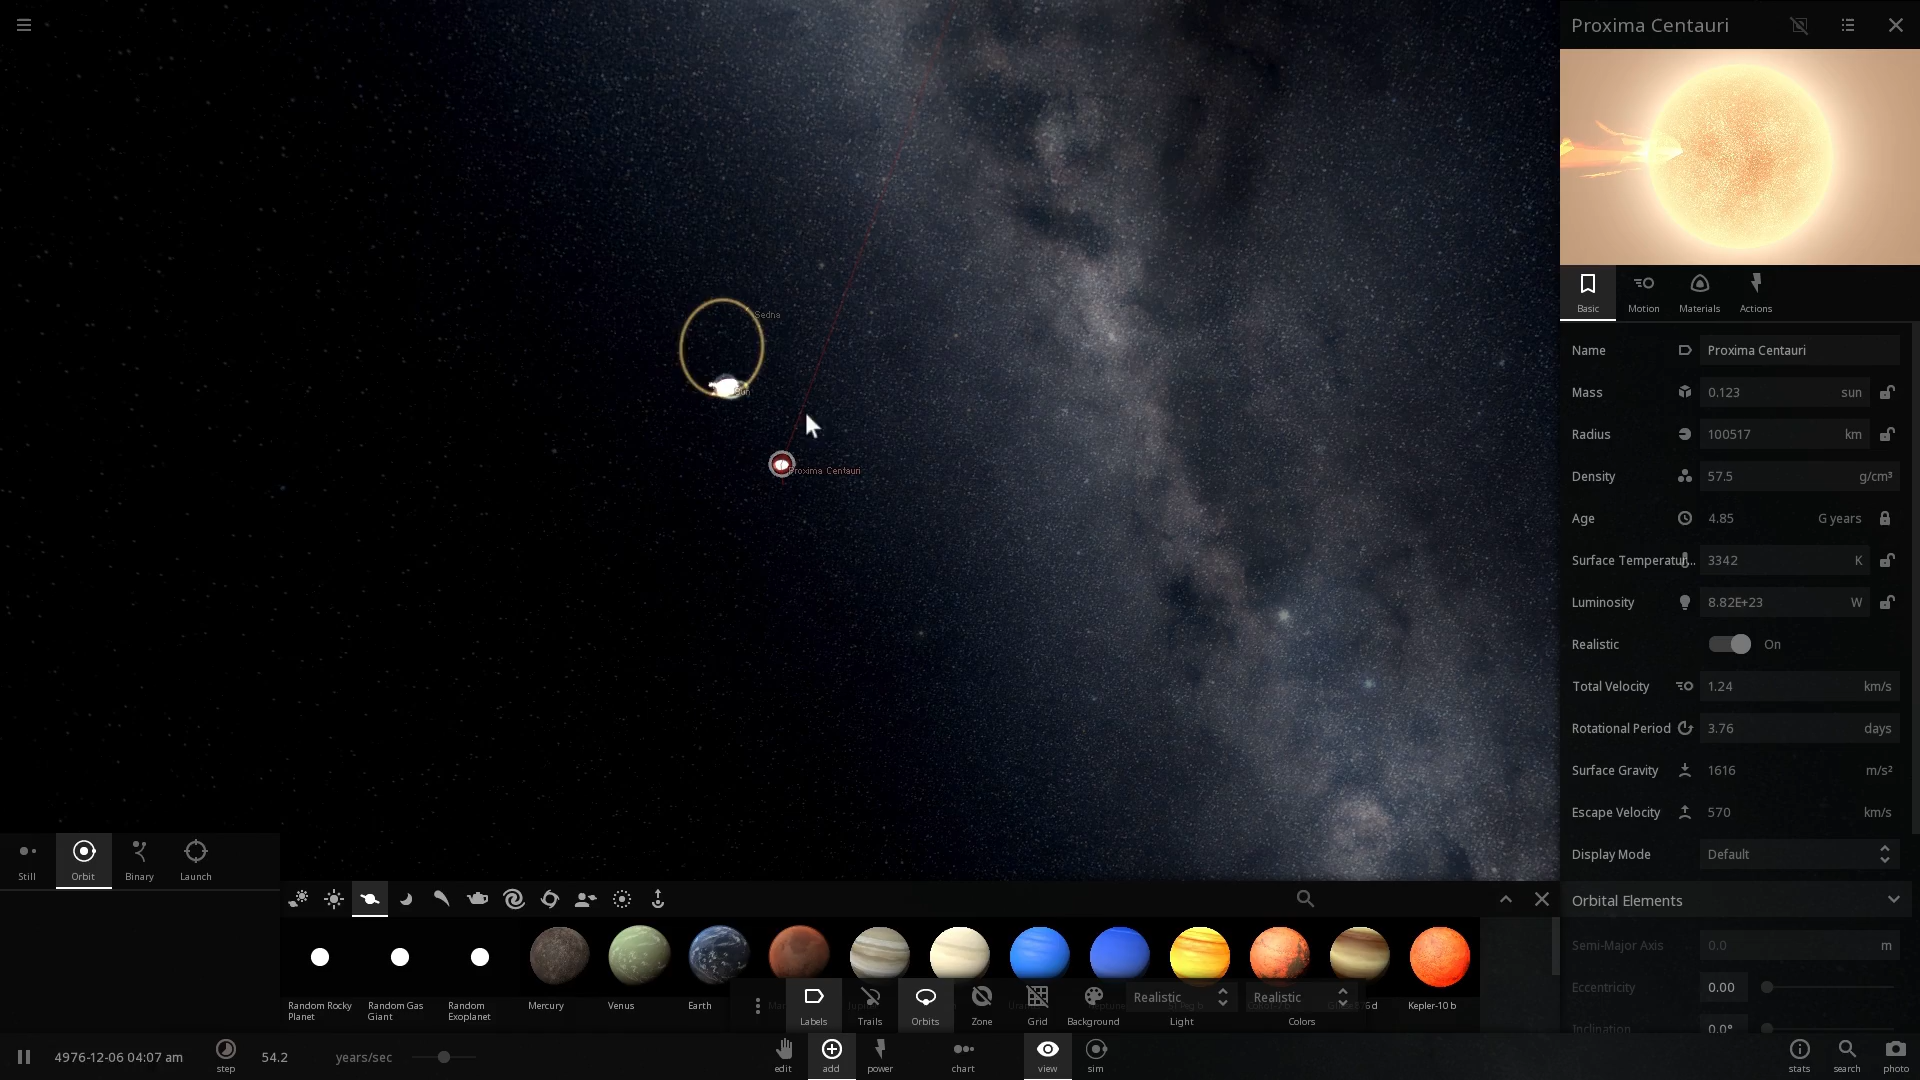 Proxima Centauri
Sedna
Sun
Proxima Centauri
Basic
Motion
Materials
Actions
Name Proxima Centauri
Mass 0.123 sun
Radius 100517 km
Density 57.5 g/cm³
Age 4.85 G years
Surface Temperatur... 3342 K
Luminosity 8.82E+23 W
Realistic On
Total Velocity 1.24 km/s
Rotational Period 3.76 days
Surface Gravity 1616 m/s²
Escape Velocity 570 km/s
Display Mode Default
Orbital Elements
Semi-Major Axis 0.0 m
Eccentricity 0.00
Inclination 0.0°
Still
Orbit
Binary
Launch
Random Rocky
Planet
Random Gas
Giant
Random
Exoplanet
Mercury
Venus
Earth
6 d
Kepler-10 b
Realistic
Realistic
Labels
Trails
Orbits
Zone
Grid
Background
Light
Colors
4976-12-06 04:07 am
step
54.2 years/sec
edit
add
power
chart
view
sim
stats
search
photo